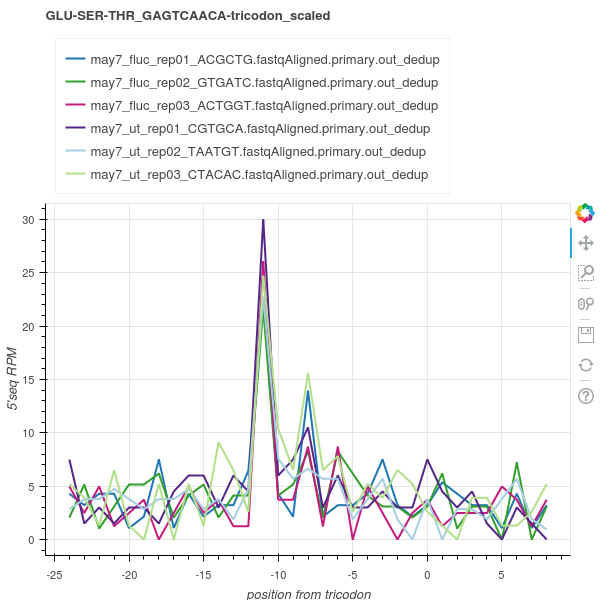 GLU-SER-THR_GAGTCAACA-tricodon_scaled
may7_fluc_rep01_ACGCTG.fastqAligned.primary.out_dedup
may7_fluc_rep02_GTGATC.fastqAligned.primary.out_dedup
may7_fluc_rep03_ACTGGT.fastqAligned.primary.out_dedup
may7_ut_rep01_CGTGCA.fastqAligned.primary.out_dedup
may7_ut_rep02_TAATGT.fastqAligned.primary.out_dedup
may7_ut_rep03_CTACAC.fastqAligned.primary.out_dedup
30
25
20
15
10
5
0
5'seq RPM
-25 -20 -15 -10 -5 0 5
position from tricodon